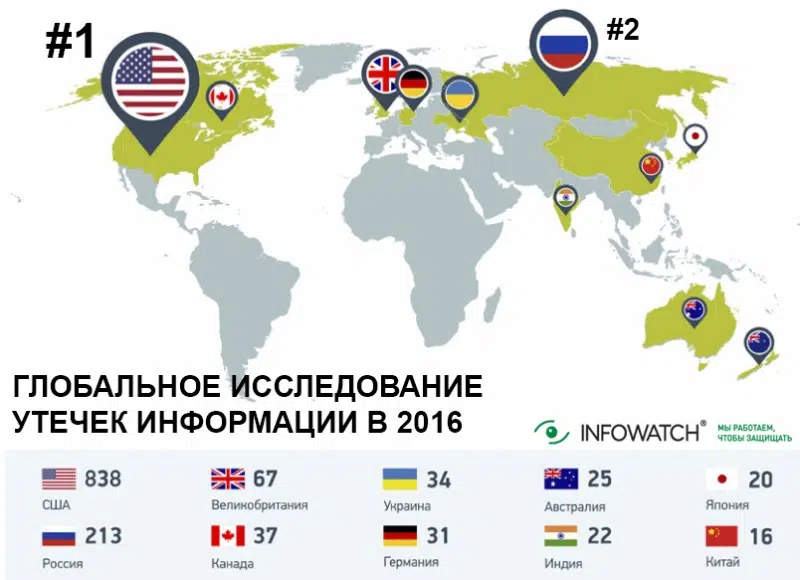 #1
#2
ГЛОБАЛЬНОЕ ИССЛЕДОВАНИЕ
УТЕЧЕК ИНФОРМАЦИИ В 2016
INFOWATCH®
МЫ РАБОТАЕМ,
ЧТОБЫ ЗАЩИЩАТЬ
838
США
67
Великобритания
34
Украина
25
Австралия
20
Япония
213
Россия
37
Канада
31
Германия
22
Индия
16
Китай